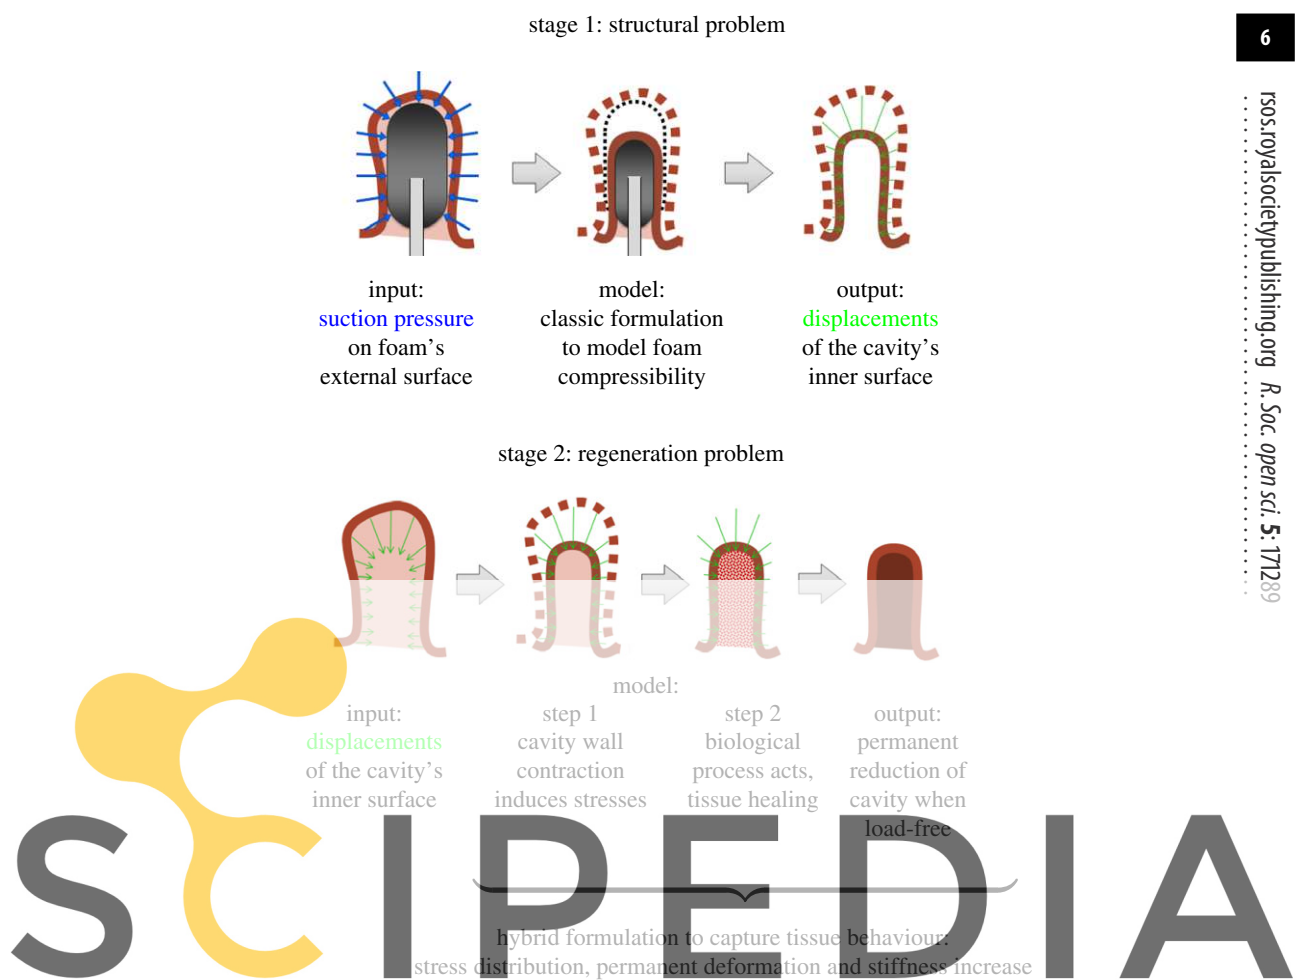 stage 1: structural problem
input:
suction pressure
on foam's
external surface
model:
classic formulation
to model foam
compressibility
output:
displacements
of the cavity's
inner surface
stage 2: regeneration problem
model:
input:
displacements
of the cavity's
inner surface
step 1
cavity wall
contraction
induces stresses
step 2
biological
process acts,
tissue healing
output:
permanent
reduction of
cavity when
load-free
hybrid formulation to capture tissue behaviour:
stress distribution, permanent deformation and stiffness increase
SCIPEDIA
6
rsos.royalsocietypublishing.org R. Soc. open sci. 5: 171289